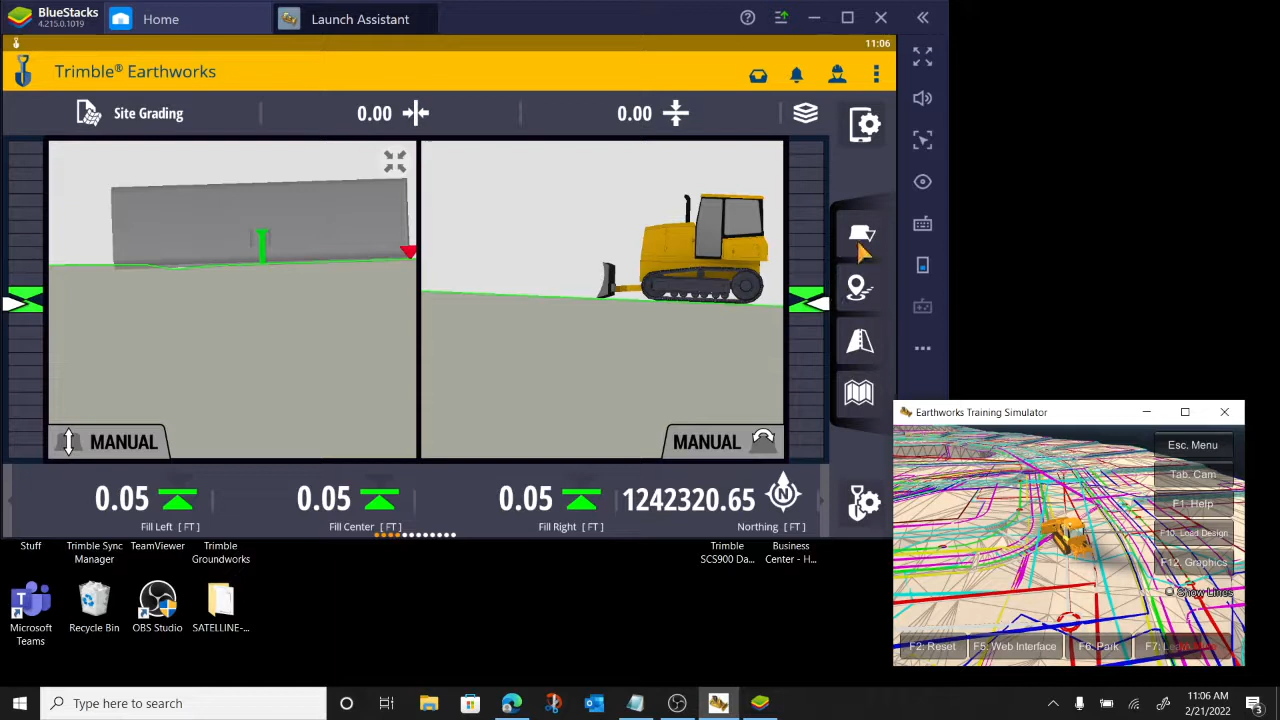 BlueStacks
4.215.0.1019
Home
Launch Assistant
11:06
Trimble® Earthworks
Site Grading
0.00
0.00
MANUAL
MANUAL
0.05
Fill Left [ FT ]
0.05
Fill Center [ FT ]
0.05
Fill Right [ FT ]
1242320.65
N
Northing [ FT ]
Earthworks Training Simulator
Esc. Menu
Tab. Cam
F1. Help
F10. Load Design
F12. Graphics
Show Lines
F2: Reset
F5: Web Interface
F6: Park
Stuff
Trimble Sync
Manager
TeamViewer
Trimble
Groundworks
Trimble
SCS900 Da...
Business
Center - H...
Microsoft
Teams
Recycle Bin
OBS Studio
SATELLINE-...
Type here to search
11:06 AM
2/21/2022
3